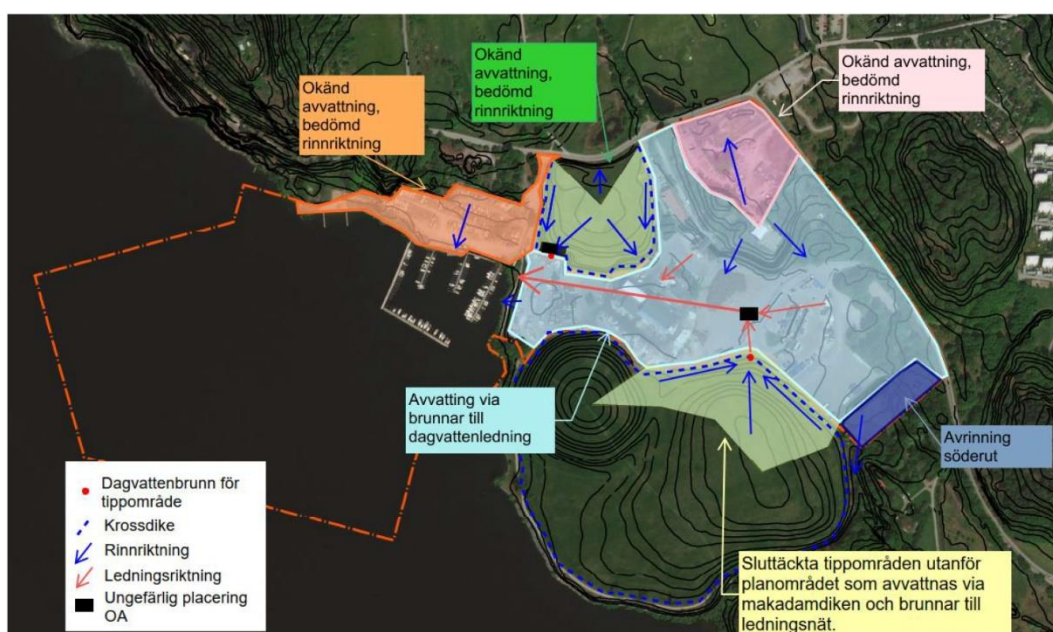 Okänd
avvattning,
bedömd
rinnriktning
Okänd
avvattning,
bedömd
rinnriktning
Okänd avvattning,
bedömd
rinnriktning
Avvatting via
brunnar till
dagvattenledning
Avrinning
söderut
Dagvattenbrunn för
tippområde
Krossdike
Rinnriktning
Ledningsriktning
Ungefärlig placering
OA
Sluttäckta tippområden utanför
planområdet som avvattnas via
makadamdiken och brunnar till
ledningsnät.